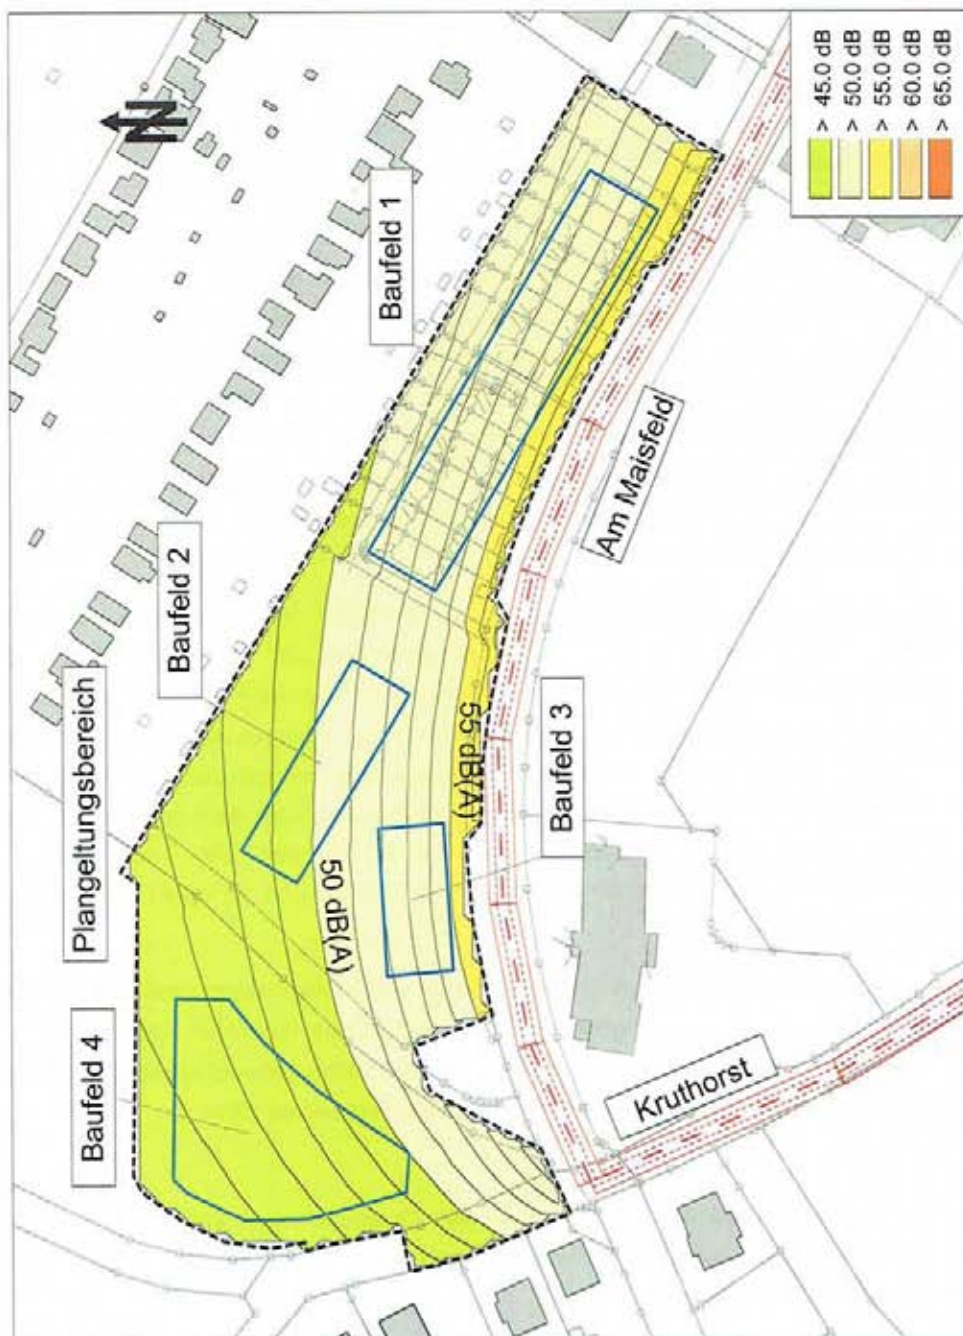 N
Plangeltungsbereich
Baufeld 4
Baufeld 2
Baufeld 1
50 dB(A)
55 dB(A)
Baufeld 3
Am Maisfeld
Kruthorst
> 45.0 dB
> 50.0 dB
> 55.0 dB
> 60.0 dB
> 65.0 dB